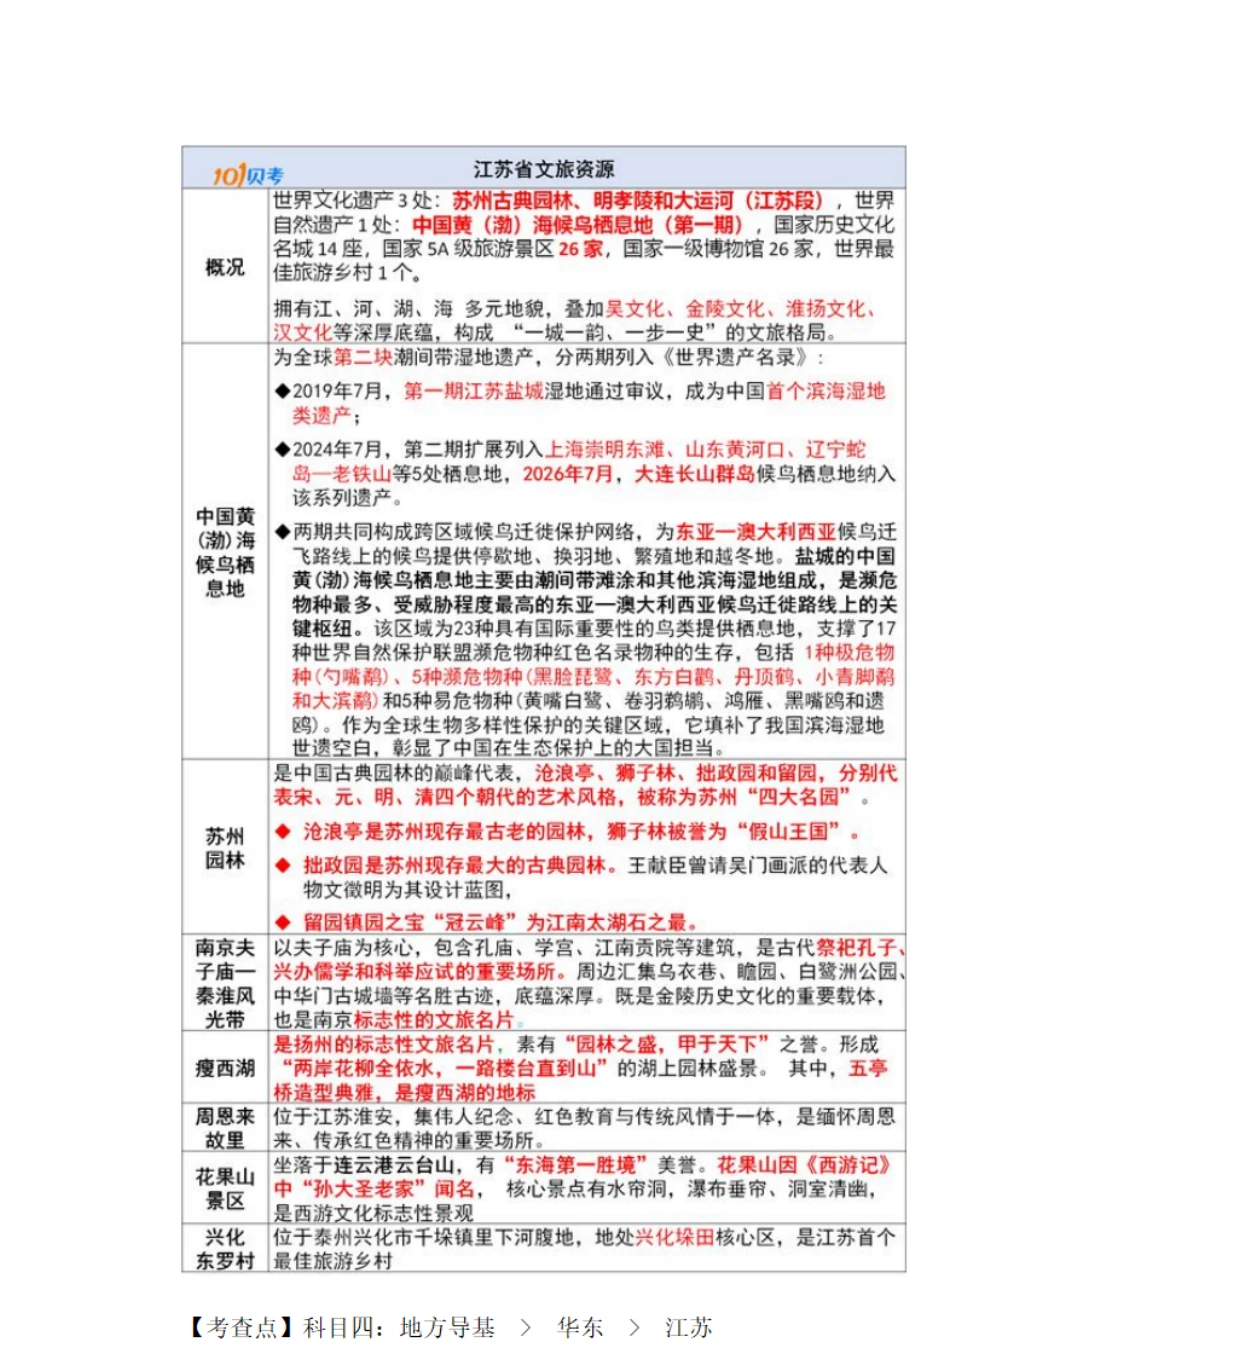 101贝考
江苏省文旅资源
概况
世界文化遗产3处：苏州古典园林、明孝陵和大运河（江苏段），世界
自然遗产1处：中国黄（渤）海候鸟栖息地（第一期），国家历史文化
名城14座，国家5A级旅游景区26家，国家一级博物馆26家，世界最
佳旅游乡村1个。
拥有江、河、湖、海 多元地貌，叠加吴文化、金陵文化、淮扬文化、
汉文化等深厚底蕴，构成 “一城一韵、一步一史”的文旅格局。
中国黄
(渤)海
候鸟栖
息地
为全球第二块潮间带湿地遗产，分两期列入《世界遗产名录》：
◆2019年7月，第一期江苏盐城湿地通过审议，成为中国首个滨海湿地
类遗产；
◆2024年7月，第二期扩展列入上海崇明东滩、山东黄河口、辽宁蛇
岛—老铁山等5处栖息地，2026年7月，大连长山群岛候鸟栖息地纳入
该系列遗产。
◆两期共同构成跨区域候鸟迁徙保护网络，为东亚—澳大利西亚候鸟迁
飞路线上的候鸟提供停歇地、换羽地、繁殖地和越冬地。盐城的中国
黄(渤)海候鸟栖息地主要由潮间带滩涂和其他滨海湿地组成，是濒危
物种最多、受威胁程度最高的东亚—澳大利西亚候鸟迁徙路线上的关
键枢纽。该区域为23种具有国际重要性的鸟类提供栖息地，支撑了17
种世界自然保护联盟濒危物种红色名录物种的生存，包括 1种极危物
种(勺嘴鹬)、5种濒危物种(黑脸琵鹭、东方白鹳、丹顶鹤、小青脚鹬
和大滨鹬)和5种易危物种(黄嘴白鹭、卷羽鹈鹕、鸿雁、黑嘴鸥和遗
鸥)。作为全球生物多样性保护的关键区域，它填补了我国滨海湿地
世遗空白，彰显了中国在生态保护上的大国担当。
苏州
园林
是中国古典园林的巅峰代表，沧浪亭、狮子林、拙政园和留园，分别代
表宋、元、明、清四个朝代的艺术风格，被称为苏州“四大名园”。
◆ 沧浪亭是苏州现存最古老的园林，狮子林被誉为“假山王国”。
◆ 拙政园是苏州现存最大的古典园林。王献臣曾请吴门画派的代表人
物文徵明为其设计蓝图，
◆ 留园镇园之宝“冠云峰”为江南太湖石之最。
南京夫
子庙—
秦淮风
光带
以夫子庙为核心，包含孔庙、学宫、江南贡院等建筑，是古代祭祀孔子、
兴办儒学和科举应试的重要场所。周边汇集乌衣巷、瞻园、白鹭洲公园、
中华门古城墙等名胜古迹，底蕴深厚。既是金陵历史文化的重要载体，
也是南京标志性的文旅名片。
瘦西湖
是扬州的标志性文旅名片，素有“园林之盛，甲于天下”之誉。形成
“两岸花柳全依水，一路楼台直到山”的湖上园林盛景。 其中，五亭
桥造型典雅，是瘦西湖的地标
周恩来
故里
位于江苏淮安，集伟人纪念、红色教育与传统风情于一体，是缅怀周恩
来、传承红色精神的重要场所。
花果山
景区
坐落于连云港云台山，有“东海第一胜境”美誉。花果山因《西游记》
中“孙大圣老家”闻名， 核心景点有水帘洞，瀑布垂帘、洞室清幽，
是西游文化标志性景观
兴化
东罗村
位于泰州兴化市千垛镇里下河腹地，地处兴化垛田核心区，是江苏首个
最佳旅游乡村
【考查点】科目四：地方导基 > 华东 > 江苏